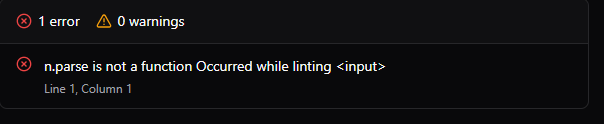 1 error 0 warnings
n.parse is not a function Occurred while linting <input>
Line 1, Column 1